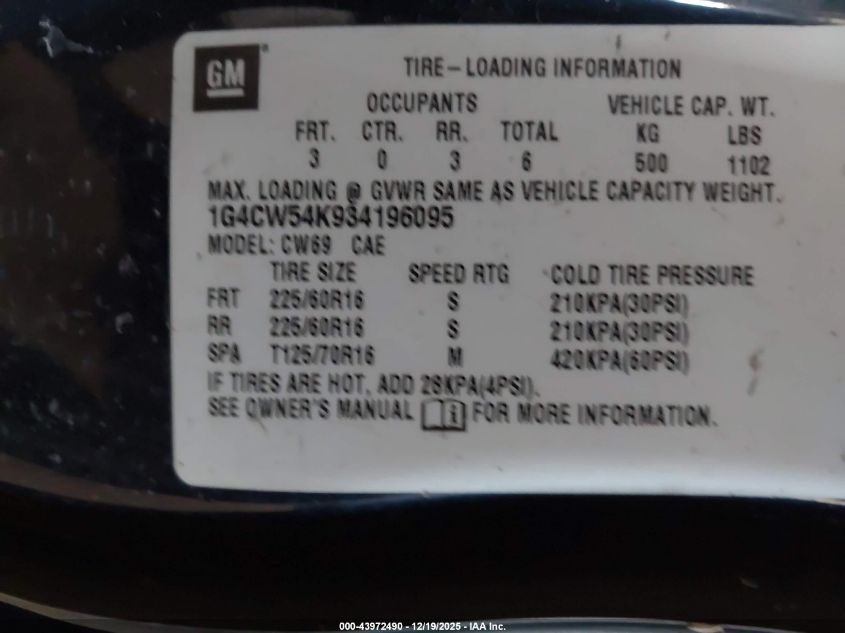 GM
TIRE-LOADING INFORMATION
OCCUPANTS VEHICLE CAP. WT.
FRT. CTR. RR. TOTAL KG LBS
3 0 3 6 500 1102
MAX. LOADING @ GVWR SAME AS VEHICLE CAPACITY WEIGHT.
1G4CW54K934196095
MODEL: CW69 CAE
TIRE SIZE SPEED RTG COLD TIRE PRESSURE
FRT 225/60R16 S 210KPA(30PSI)
RR 225/60R16 S 210KPA(30PSI)
SPA T125/70R16 M 420KPA(60PSI)
IF TIRES ARE HOT, ADD 28KPA(4PSI).
SEE OWNER'S MANUAL i FOR MORE INFORMATION.
000-43972490 - 12/19/2025 - IAA Inc.